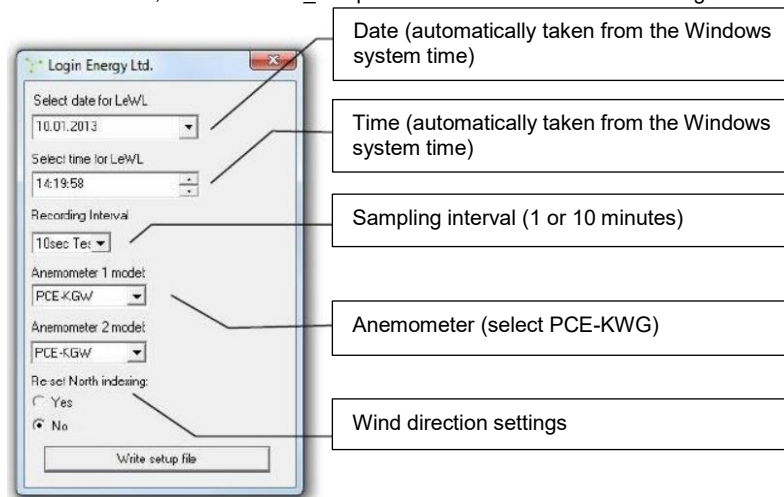 Date (automatically taken from the Windows
system time)
Login Energy Ltd.
Select date for LeWL
10.01.2013
Select time for LeWL
14:19:58
Time (automatically taken from the Windows
system time)
Recording Interval
10sec Tes
Sampling interval (1 or 10 minutes)
Anemometer 1 model:
PCE-KGW
Anemometer (select PCE-KWG)
Anemometer 2 model:
PCE-KGW
Re-set North indexing:
Yes
No
Wind direction settings
Write setup file